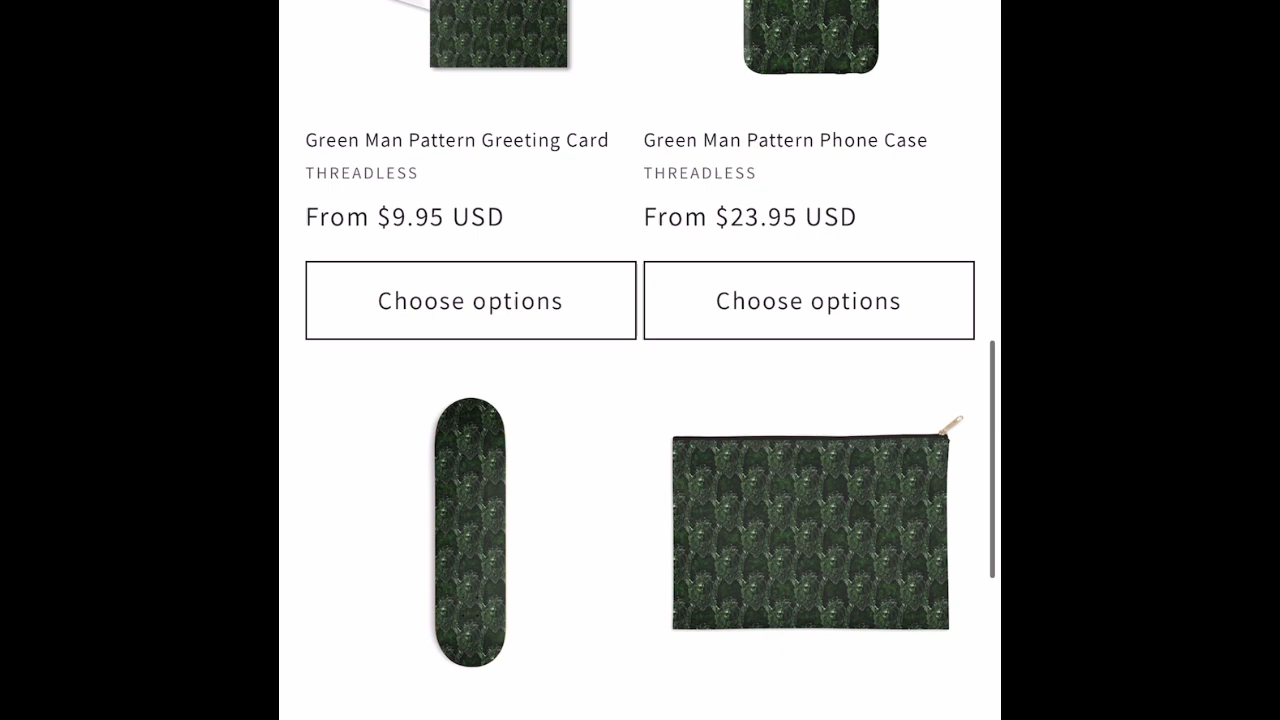 Green Man Pattern Greeting Card
THREADLESS
From $9.95 USD
Choose options
Green Man Pattern Phone Case
THREADLESS
From $23.95 USD
Choose options